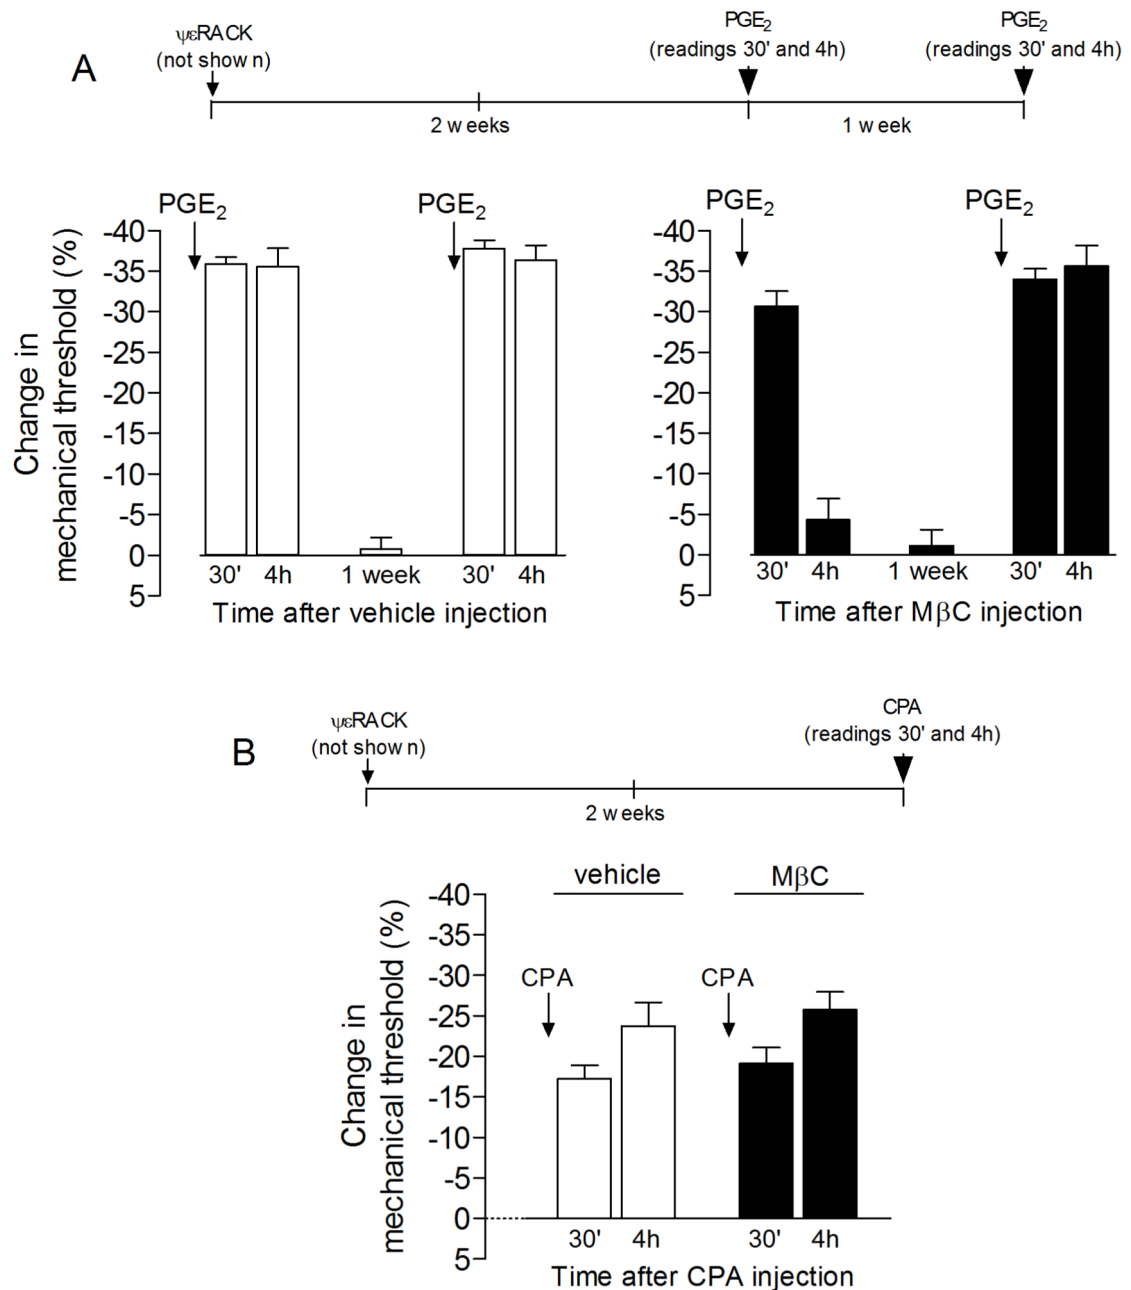 A
ψεRACK
(not show n)
PGE₂
(readings 30' and 4h)
PGE₂
(readings 30' and 4h)
2 w eeks
1 w eek
Change in
mechanical threshold (%)
PGE₂
PGE₂
-40
-35
-30
-25
-20
-15
-10
-5
0
5
30' 4h 1 week 30' 4h
Time after vehicle injection
PGE₂
PGE₂
-40
-35
-30
-25
-20
-15
-10
-5
0
5
30' 4h 1 week 30' 4h
Time after MβC injection
B
ψεRACK
(not show n)
CPA
(readings 30' and 4h)
2 w eeks
Change in
mechanical threshold (%)
vehicle
MβC
CPA
CPA
-40
-35
-30
-25
-20
-15
-10
-5
0
5
30' 4h 30' 4h
Time after CPA injection